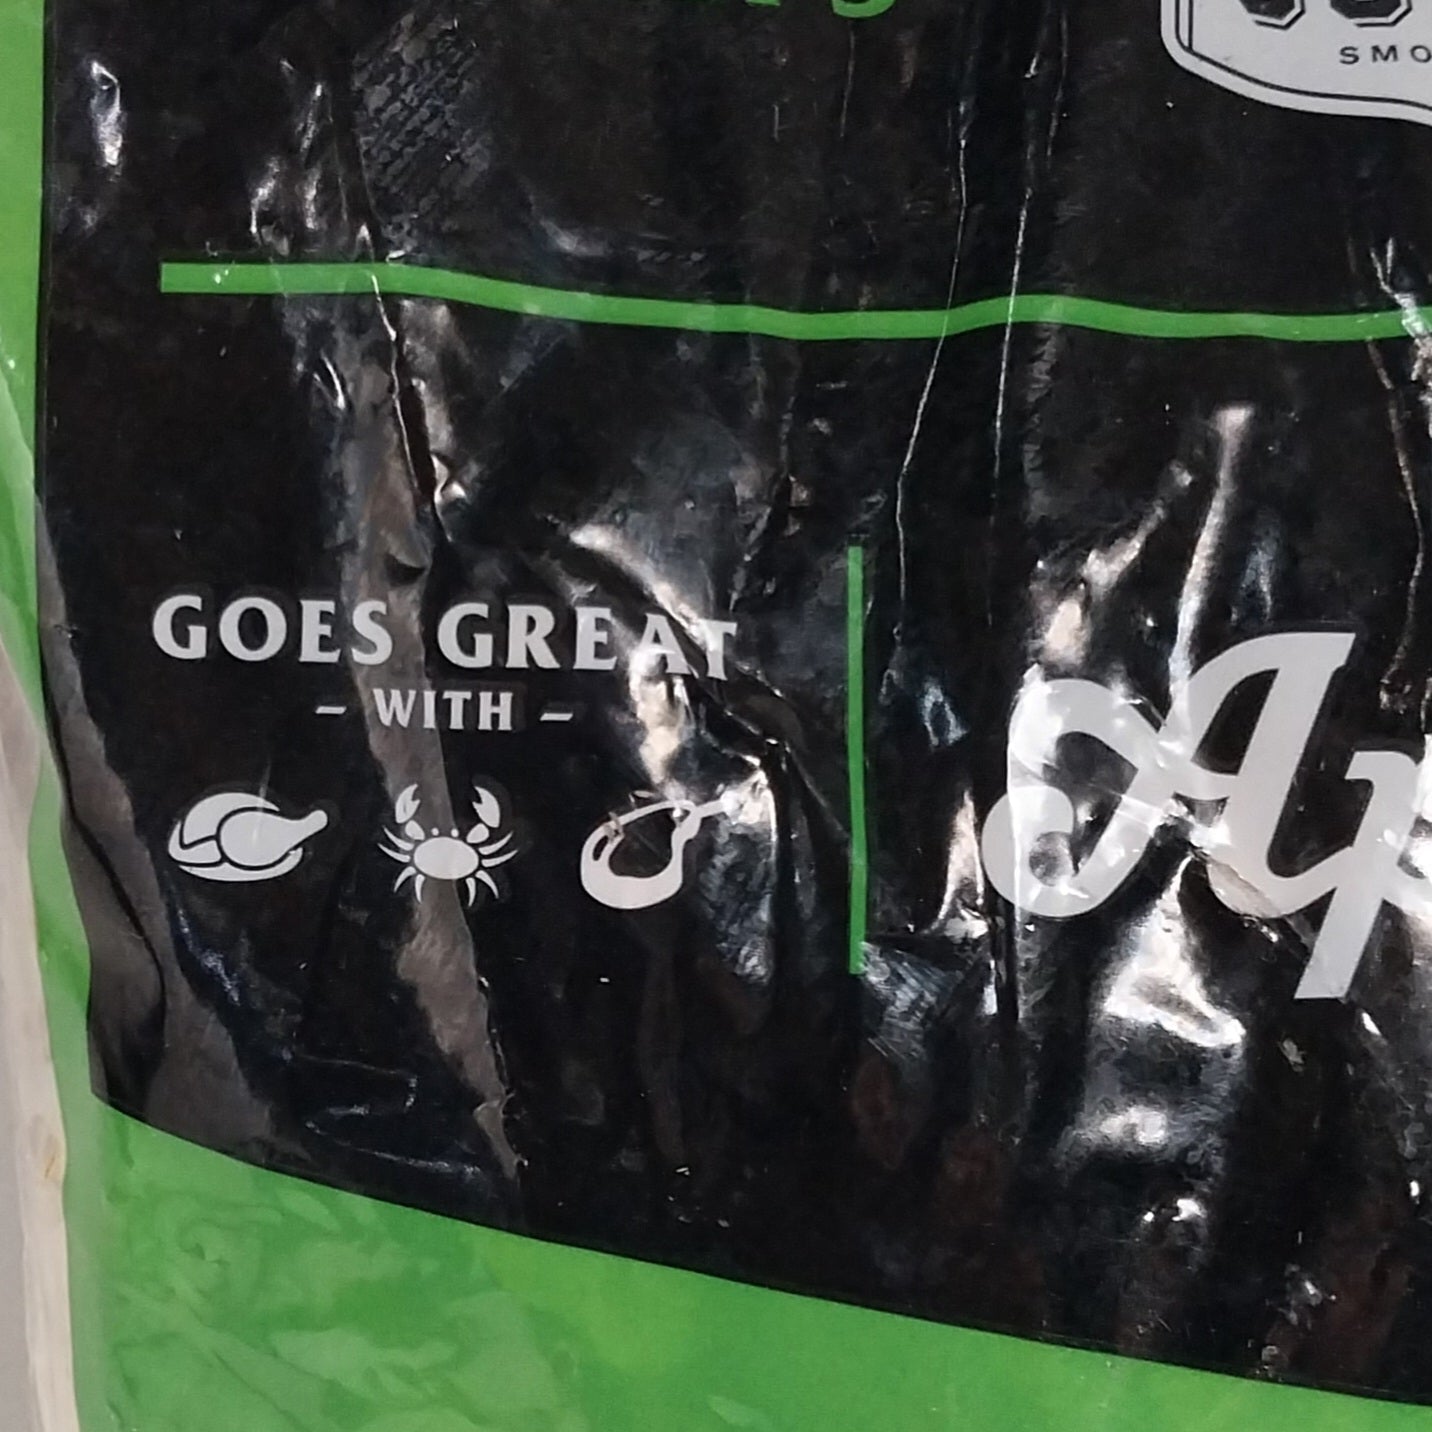 SMO
GOES GREAT
- WITH -
Ap